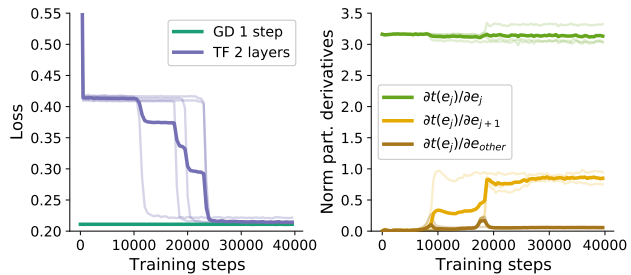 0.55
0.50
0.45
0.40
0.35
0.30
0.25
0.20
Loss
0 10000 20000 30000 40000
Training steps
GD 1 step
TF 2 layers
3.5
3.0
2.5
2.0
1.5
1.0
0.5
0.0
Norm part. derivatives
0 10000 20000 30000 40000
Training steps
∂t(e_j)/∂e_j
∂t(e_j)/∂e_{j+1}
∂t(e_j)/∂e_{other}